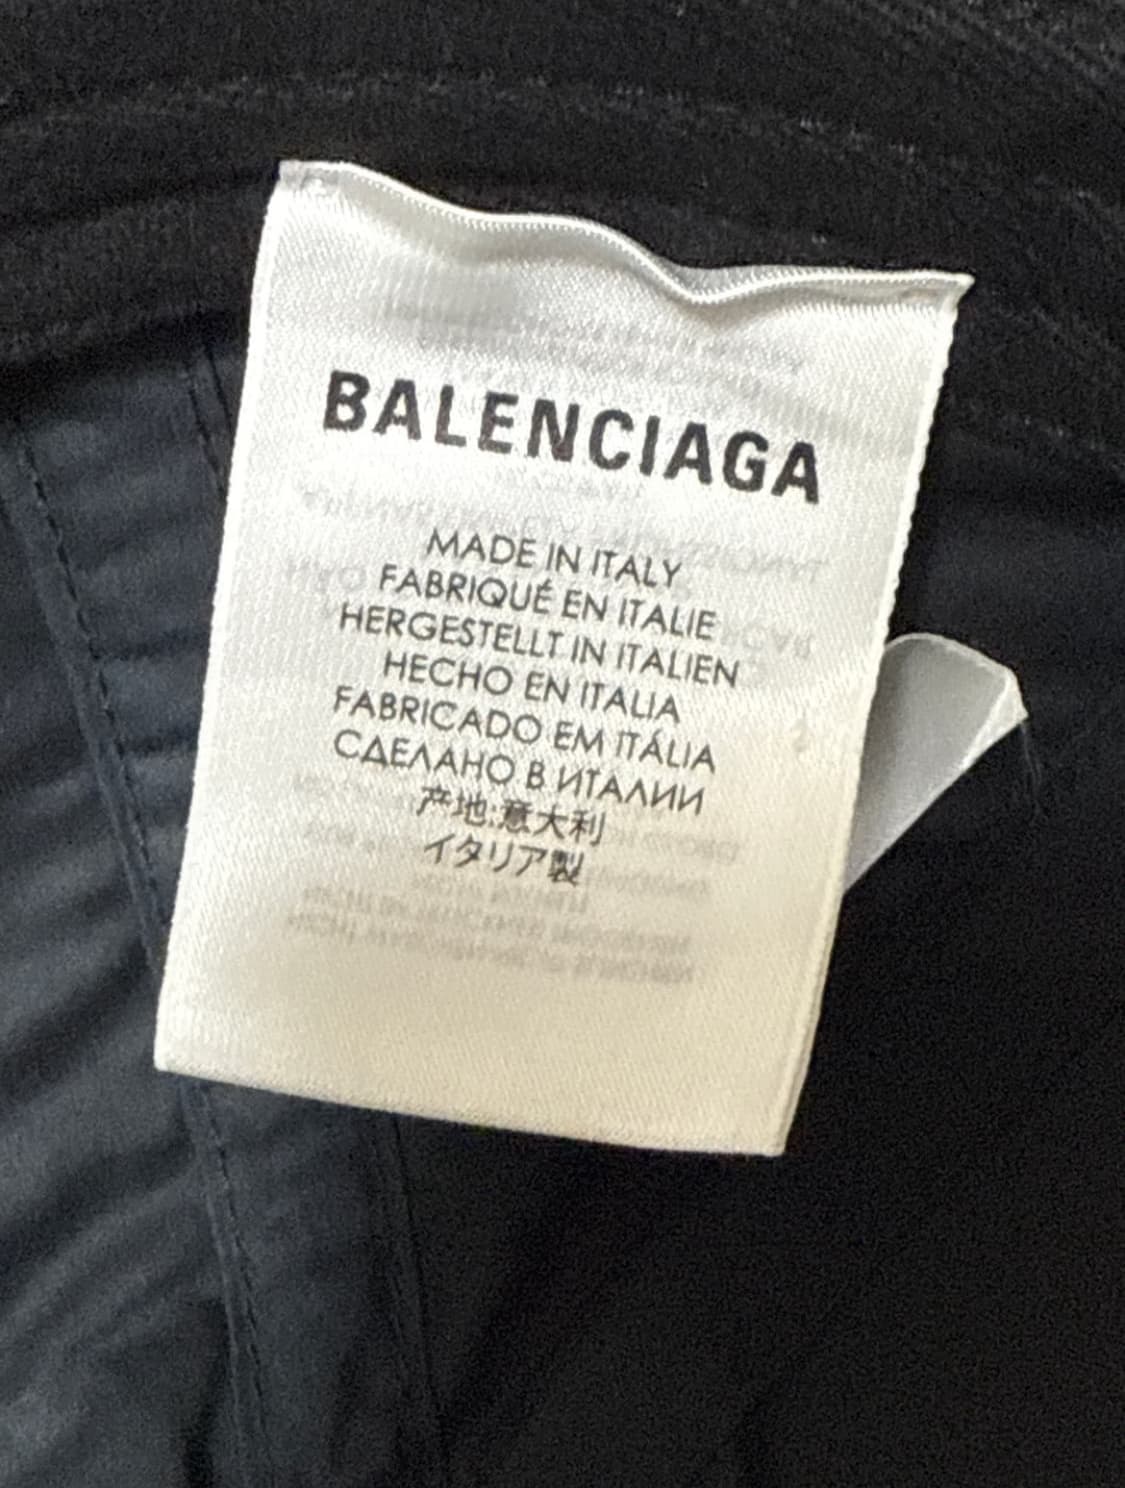 BALENCIAGA
MADE IN ITALY
FABRIQUÉ EN ITALIE
HERGESTELLT IN ITALIEN
HECHO EN ITALIA
FABRICADO EM ITÁLIA
СДЕЛАНО В ИТАЛИИ
产地:意大利
イタリア製